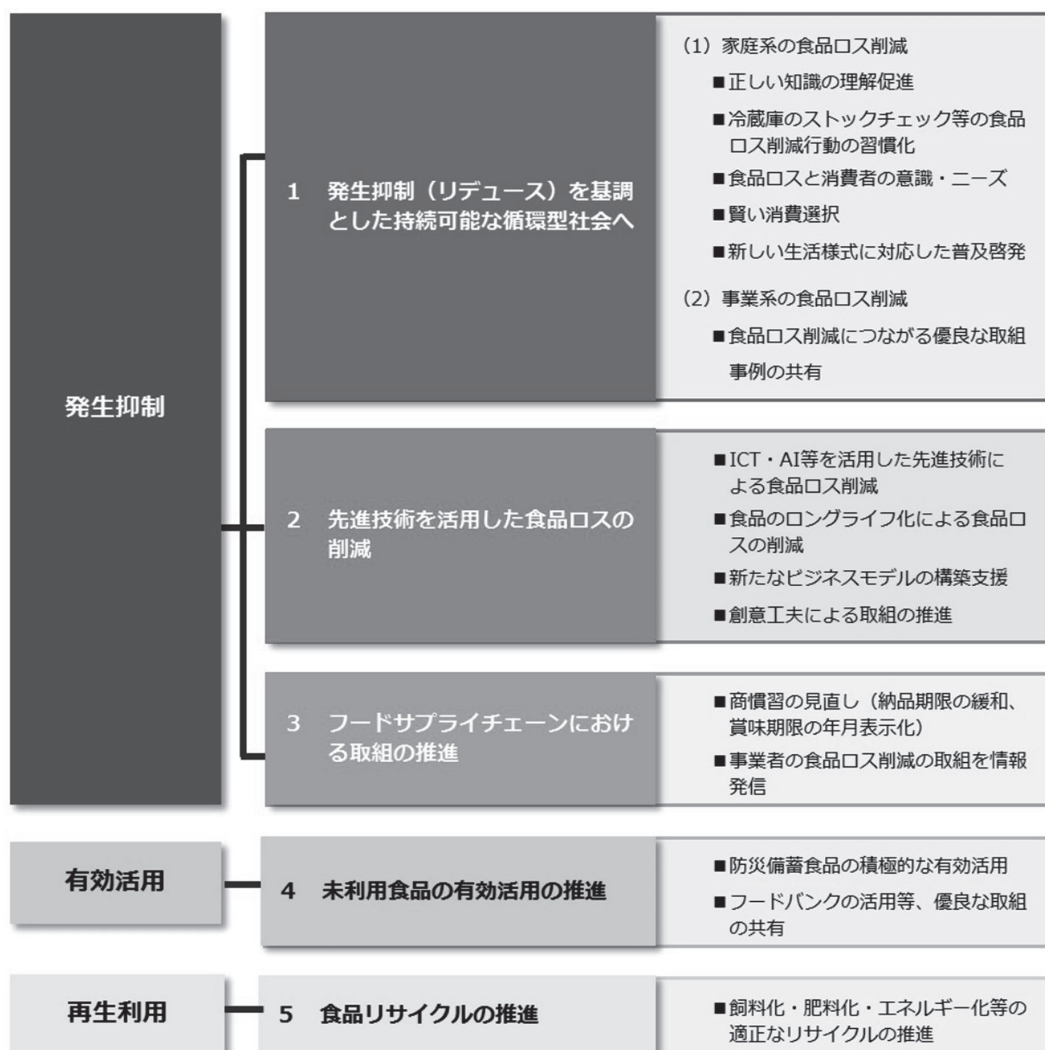 発生抑制
1 発生抑制（リデュース）を基調
とした持続可能な循環型社会へ
（1）家庭系の食品ロス削減
■正しい知識の理解促進
■冷蔵庫のストックチェック等の食品
ロス削減行動の習慣化
■食品ロスと消費者の意識・ニーズ
■賢い消費選択
■新しい生活様式に対応した普及啓発
（2）事業系の食品ロス削減
■食品ロス削減につながる優良な取組
事例の共有
2 先進技術を活用した食品ロスの
削減
■ICT・AI等を活用した先進技術に
よる食品ロス削減
■食品のロングライフ化による食品ロ
スの削減
■新たなビジネスモデルの構築支援
■創意工夫による取組の推進
3 フードサプライチェーンにおけ
る取組の推進
■商慣習の見直し（納品期限の緩和、
賞味期限の年月表示化）
■事業者の食品ロス削減の取組を情報
発信
有効活用
4 未利用食品の有効活用の推進
■防災備蓄食品の積極的な有効活用
■フードバンクの活用等、優良な取組
の共有
再生利用
5 食品リサイクルの推進
■飼料化・肥料化・エネルギー化等の
適正なリサイクルの推進